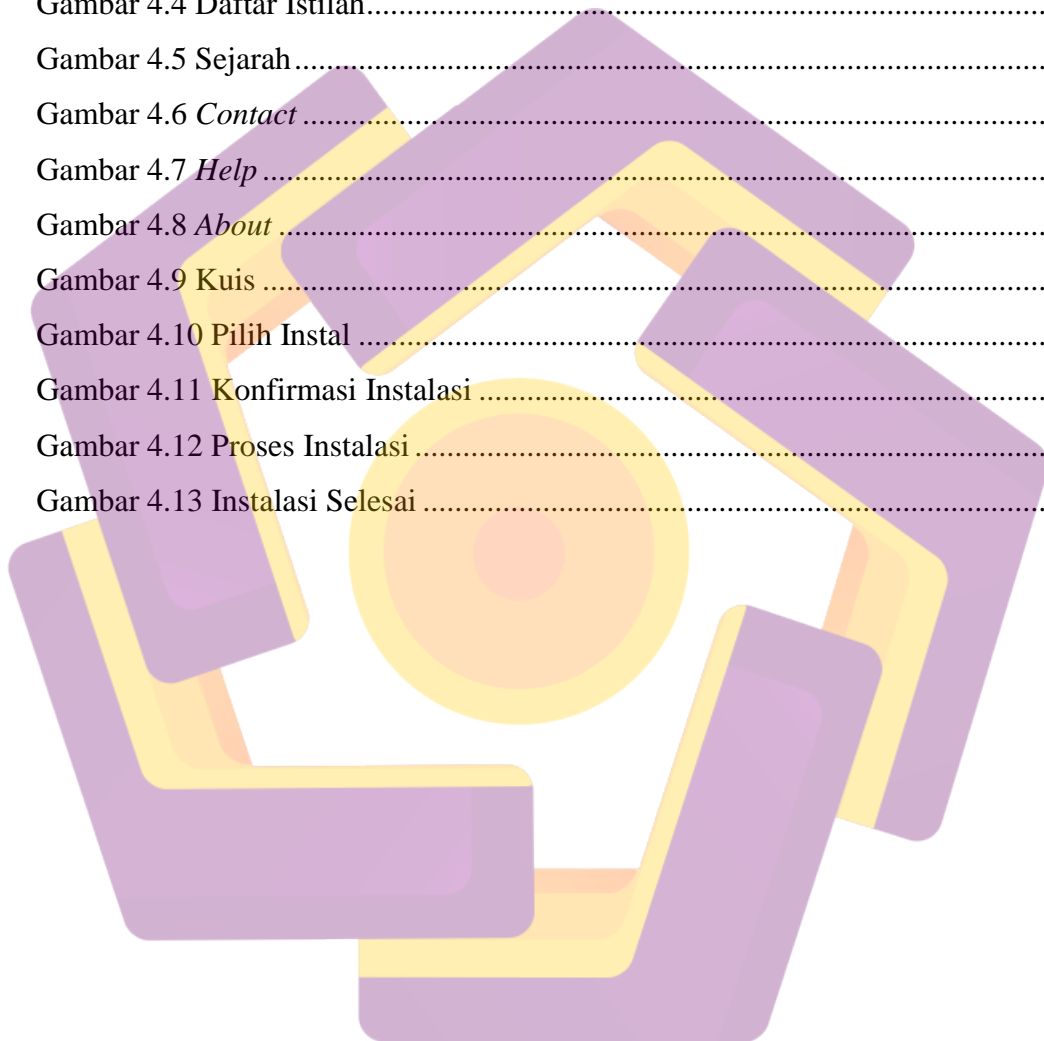 Gambar 4.4 Daftar Istilah....................................................................................
Gambar 4.5 Sejarah..............................................................................................
Gambar 4.6 Contact.............................................................................................
Gambar 4.7 Help..................................................................................................
Gambar 4.8 About................................................................................................
Gambar 4.9 Kuis..................................................................................................
Gambar 4.10 Pilih Instal......................................................................................
Gambar 4.11 Konfirmasi Instalasi.......................................................................
Gambar 4.12 Proses Instalasi...............................................................................
Gambar 4.13 Instalasi Selesai..............................................................................